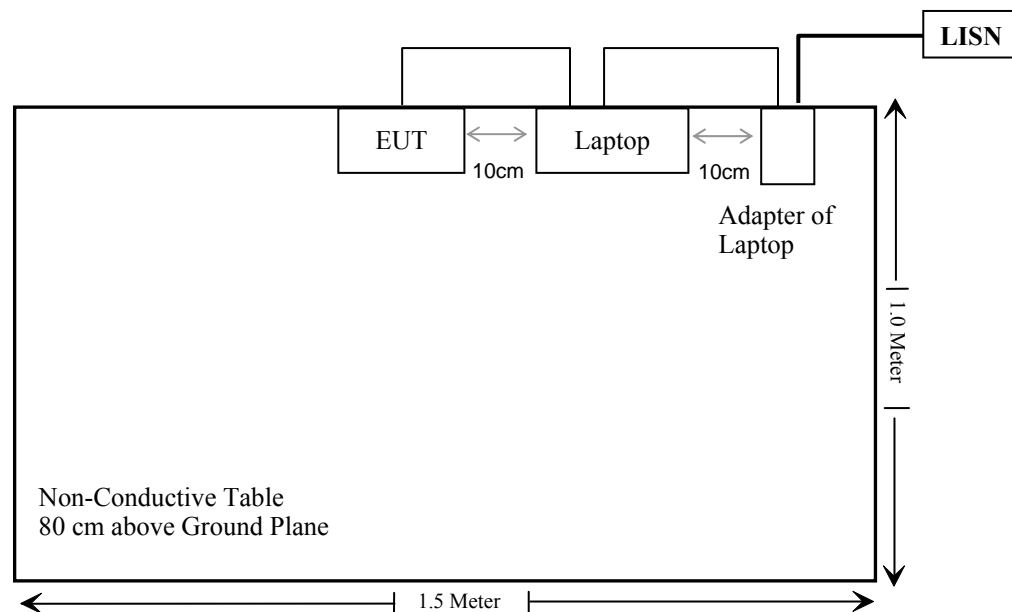 LISN
EUT
Laptop
10cm
10cm
Adapter of
Laptop
1.0 Meter
Non-Conductive Table
80 cm above Ground Plane
1.5 Meter